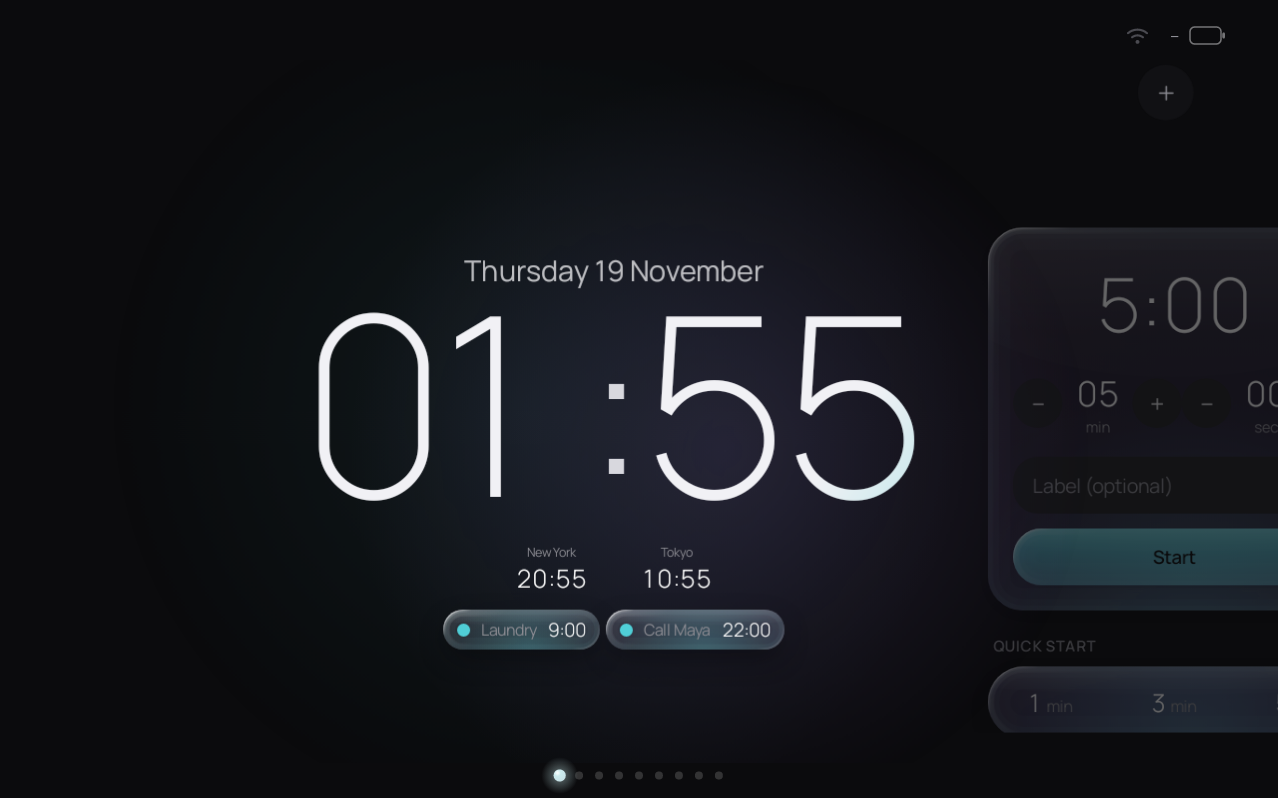 –
+
Thursday 19 November
01:55
5:00
– 05 + – 00
min sec
Label (optional)
New York Tokyo
20:55 10:55
Start
Laundry 9:00 Call Maya 22:00
QUICK START
1 min 3 min